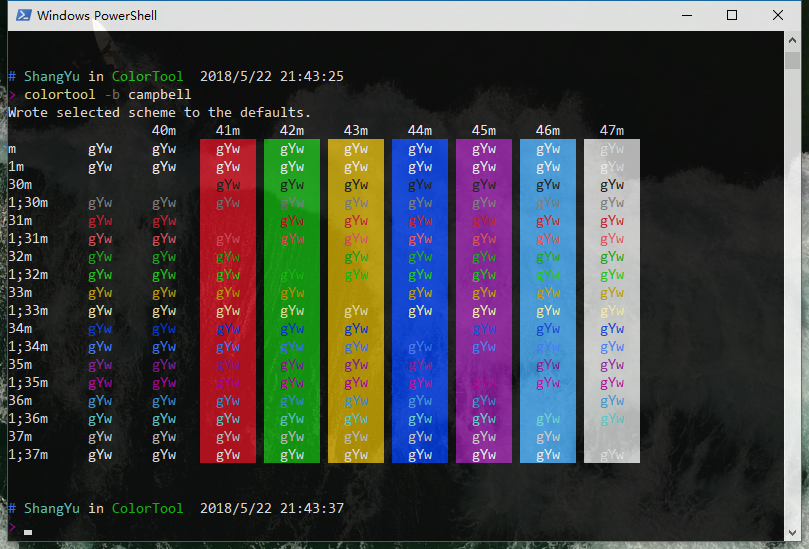 Windows PowerShell
# ShangYu in ColorTool 2018/5/22 21:43:25
> colortool -b campbell
Wrote selected scheme to the defaults.
40m 41m 42m 43m 44m 45m 46m 47m
m gYw gYw gYw gYw gYw gYw gYw gYw gYw
1m gYw gYw gYw gYw gYw gYw gYw gYw gYw
30m gYw gYw gYw gYw gYw gYw gYw
1;30m gYw gYw gYw gYw gYw gYw gYw gYw gYw
31m gYw gYw gYw gYw gYw gYw gYw gYw
1;31m gYw gYw gYw gYw gYw gYw gYw gYw gYw
32m gYw gYw gYw gYw gYw gYw gYw gYw
1;32m gYw gYw gYw gYw gYw gYw gYw gYw gYw
33m gYw gYw gYw gYw gYw gYw gYw gYw
1;33m gYw gYw gYw gYw gYw gYw gYw gYw gYw
34m gYw gYw gYw gYw gYw gYw gYw gYw
1;34m gYw gYw gYw gYw gYw gYw gYw gYw gYw
35m gYw gYw gYw gYw gYw gYw gYw gYw
1;35m gYw gYw gYw gYw gYw gYw gYw gYw gYw
36m gYw gYw gYw gYw gYw gYw gYw gYw
1;36m gYw gYw gYw gYw gYw gYw gYw gYw gYw
37m gYw gYw gYw gYw gYw gYw gYw gYw
1;37m gYw gYw gYw gYw gYw gYw gYw gYw gYw
# ShangYu in ColorTool 2018/5/22 21:43:37
>